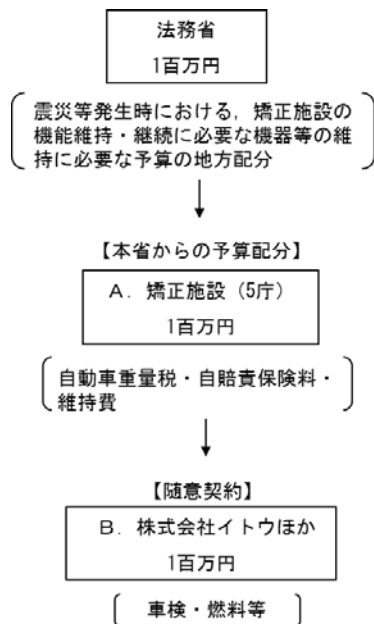 法務省
1百万円
震災等発生時における，矯正施設の
機能維持・継続に必要な機器等の維
持に必要な予算の地方配分
【本省からの予算配分】
Ａ．矯正施設（5庁）
1百万円
自動車重量税・自賠責保険料・
維持費
【随意契約】
Ｂ．株式会社イトウほか
1百万円
車検・燃料等